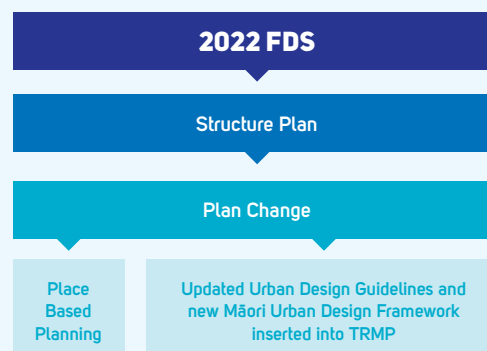 2022 FDS
Structure Plan
Plan Change
Place
Based
Planning
Updated Urban Design Guidelines and
new Māori Urban Design Framework
inserted into TRMP